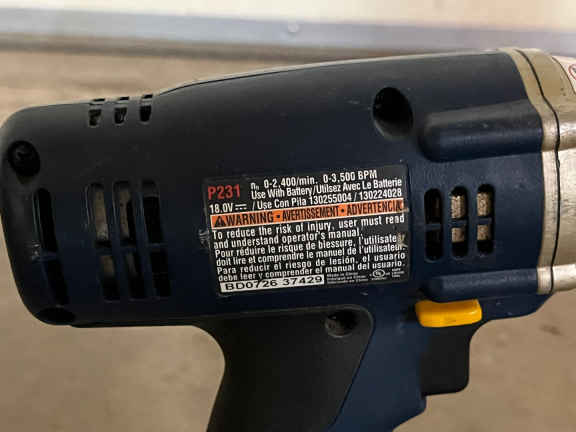 P231 n₀ 0-2,400/min. 0-3,500 BPM
18.0V⎓ Use With Battery/Utilsez Avec Le Batterie
/ Use Con Pila 130255004 / 130224028
WARNING • AVERTISSEMENT • ADVERTENCIA
To reduce the risk of injury, user must read
and understand operator's manual.
Pour réduire le risque de blessure, l'utilisateur
doit lire et comprendre le manuel de l'utilisateur.
Para reducir el riesgo de lesión, el usuario
debe leer y comprender el manual del usuario.
BD0726 37429